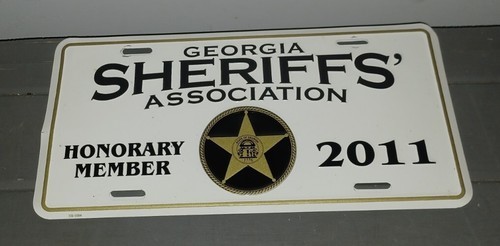 GEORGIA
SHERIFFS'
ASSOCIATION
HONORARY
MEMBER
2011